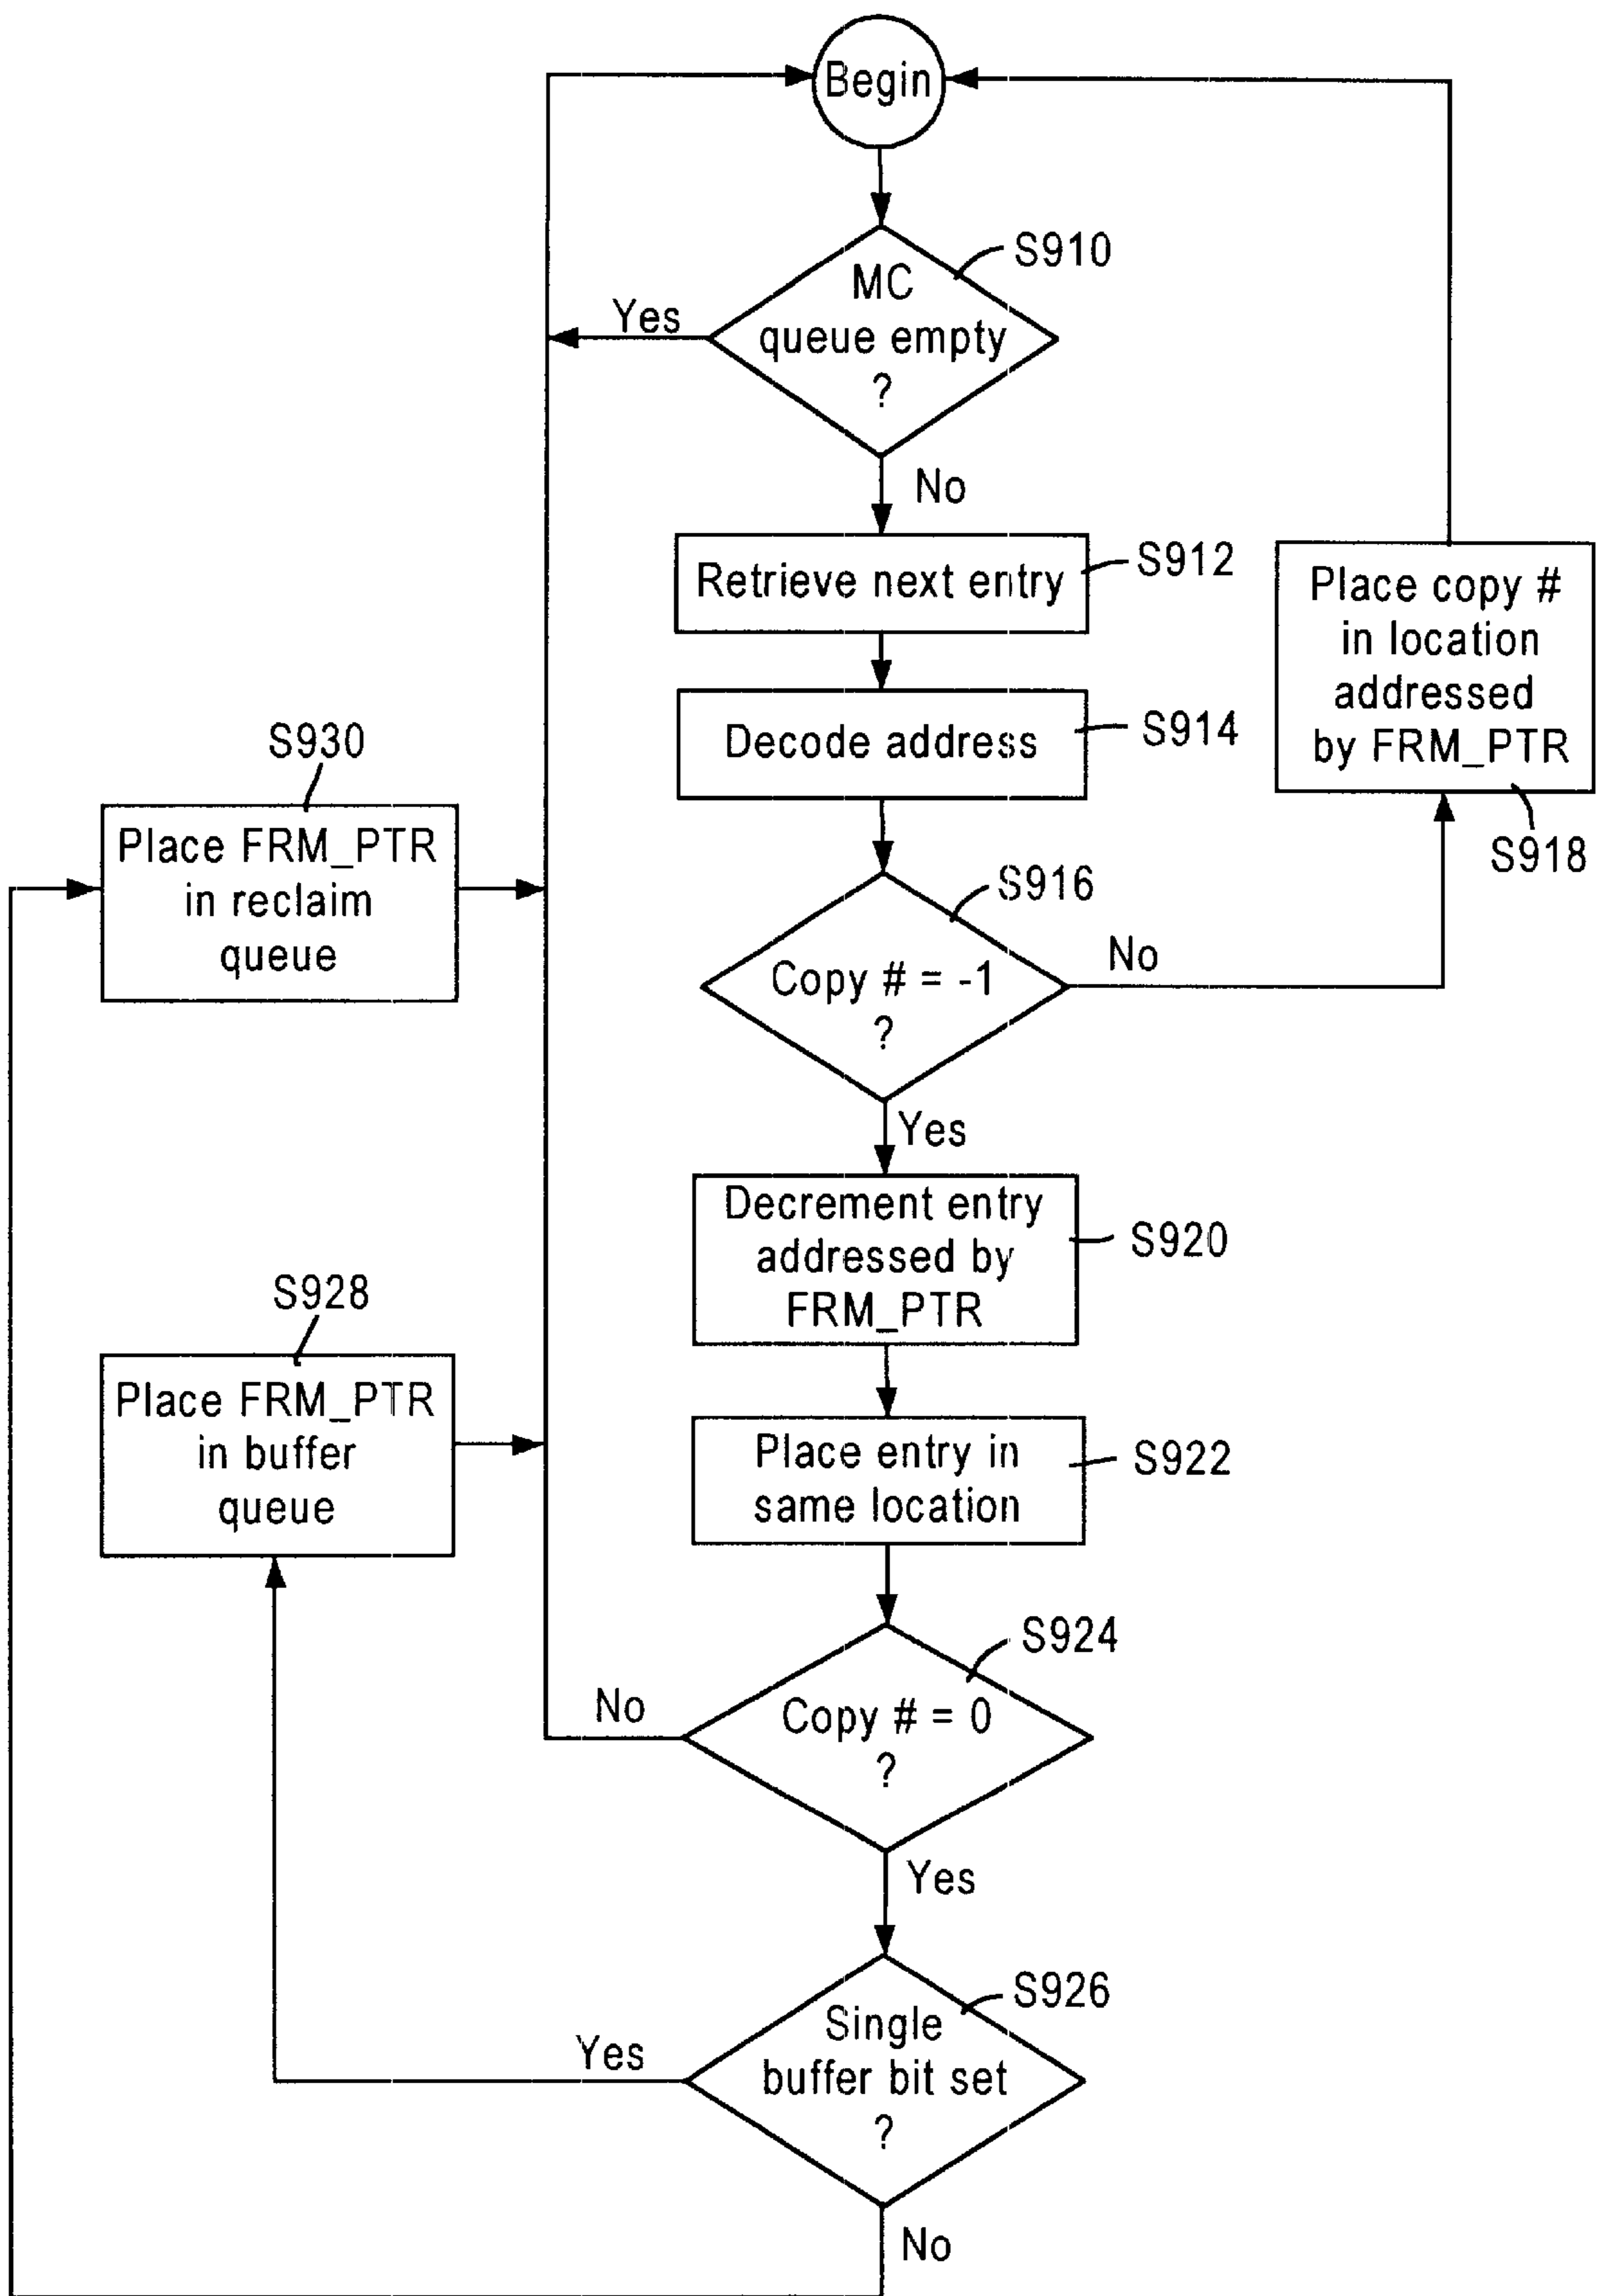 Begin
S910
MC
queue empty
?
Yes
No
S912
Retrieve next entry
Place copy #
in location
addressed
by FRM_PTR
S918
S914
Decode address
S930
Place FRM_PTR
in reclaim
queue
S916
Copy # = -1
?
No
Yes
Decrement entry
addressed by
FRM_PTR
S920
S928
Place FRM_PTR
in buffer
queue
Place entry in
same location
S922
S924
Copy # = 0
?
No
Yes
S926
Single
buffer bit set
?
Yes
No